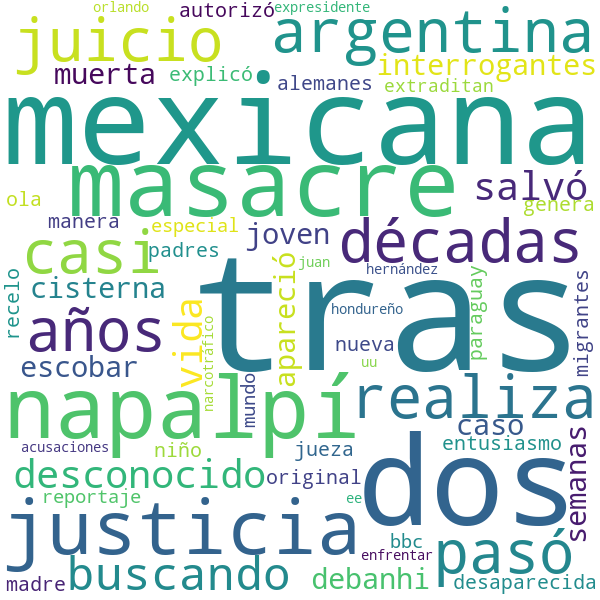 orlando autorizó expresidente
juicio argentina
muerta explicó alemanes interrogantes
extraditan
mexicana
masacre salvó
ola manera especial joven décadas genera
casi padres apareció juan hernández
recelo cisterna tras paraguay migrantes
años vida narcotráfico hondureño
escobar mundo nueva uu
napalpí realiza
acusaciones niño jueza caso entusiasmo semanas
desconocido original dos
reportaje ee
justicia bbc pasó
enfrentar
madre buscando debanhi desaparecida